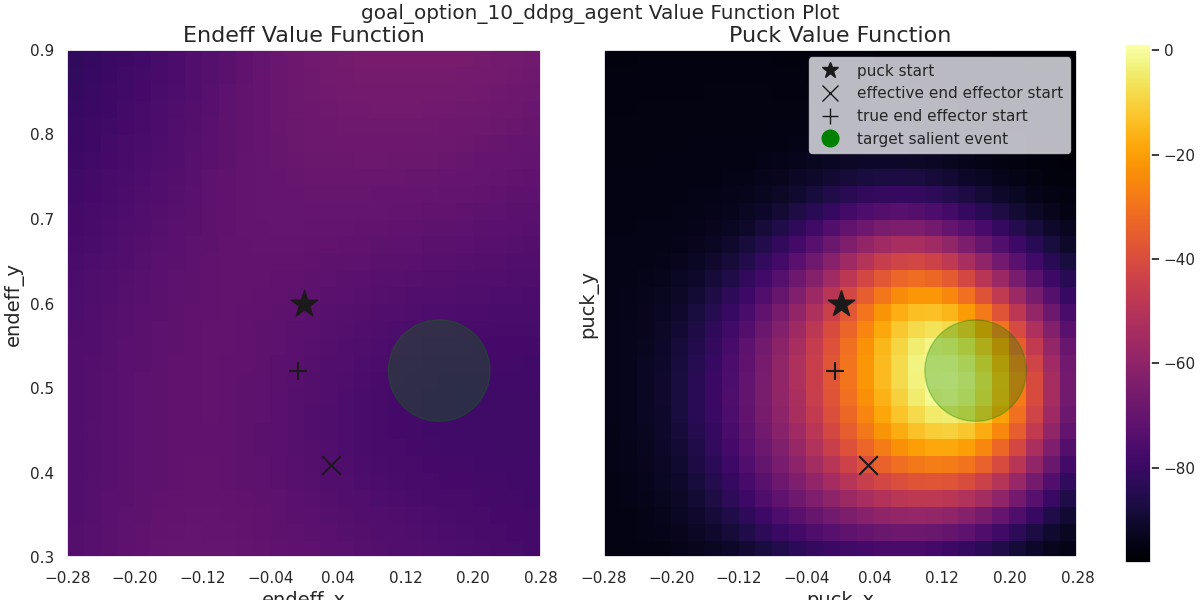 goal_option_10_ddpg_agent Value Function Plot
Endeff Value Function
0.9
0.8
0.7
0.6
0.5
0.4
0.3
endeff_y
−0.28 −0.20 −0.12 −0.04 0.04 0.12 0.20 0.28
endeff_x
Puck Value Function
puck start
effective end effector start
true end effector start
target salient event
puck_y
−0.28 −0.20 −0.12 −0.04 0.04 0.12 0.20 0.28
puck_x
0
−20
−40
−60
−80